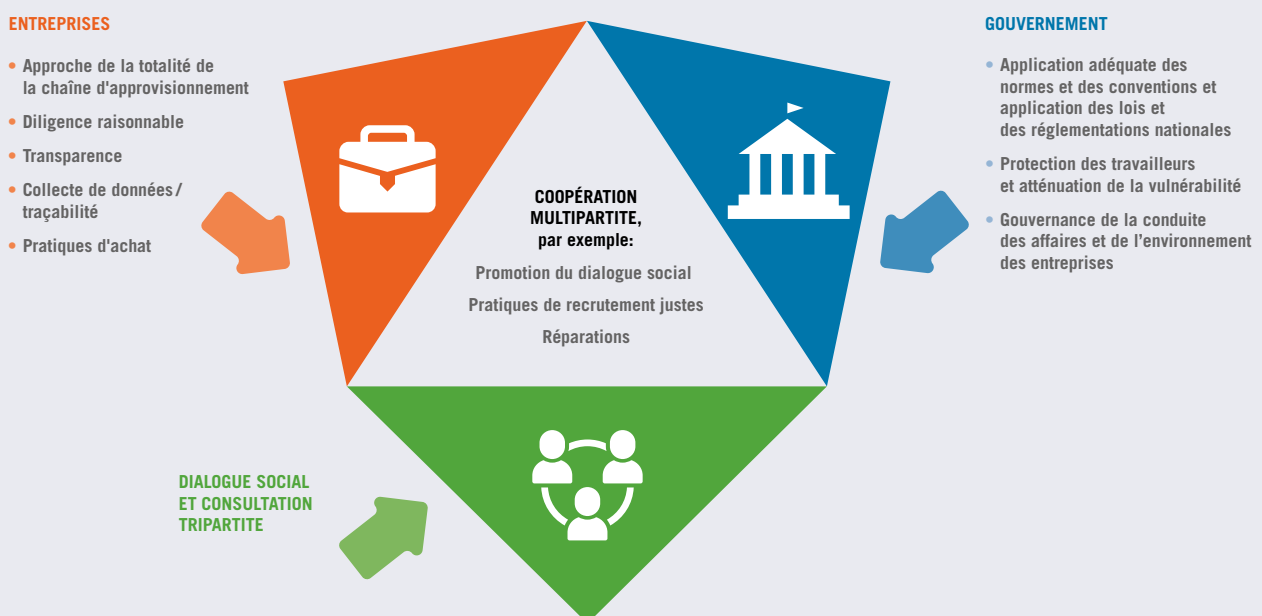 ENTREPRISES
• Approche de la totalité de
la chaîne d'approvisionnement
• Diligence raisonnable
• Transparence
• Collecte de données/
traçabilité
• Pratiques d'achat
COOPÉRATION
MULTIPARTITE,
par exemple:
Promotion du dialogue social
Pratiques de recrutement justes
Réparations
GOUVERNEMENT
• Application adéquate des
normes et des conventions et
application des lois et
des réglementations nationales
• Protection des travailleurs
et atténuation de la vulnérabilité
• Gouvernance de la conduite
des affaires et de l'environnement
des entreprises
DIALOGUE SOCIAL
ET CONSULTATION
TRIPARTITE